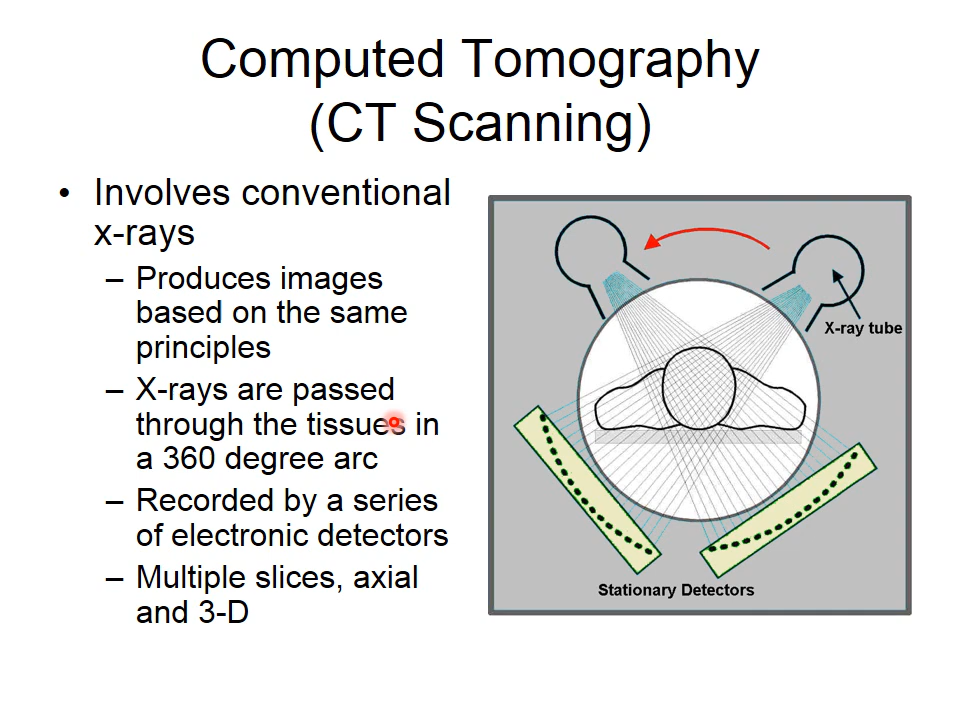 Computed Tomography
(CT Scanning)
• Involves conventional
x-rays
– Produces images
based on the same
principles
– X-rays are passed
through the tissues in
a 360 degree arc
– Recorded by a series
of electronic detectors
– Multiple slices, axial
and 3-D
X-ray tube
Stationary Detectors